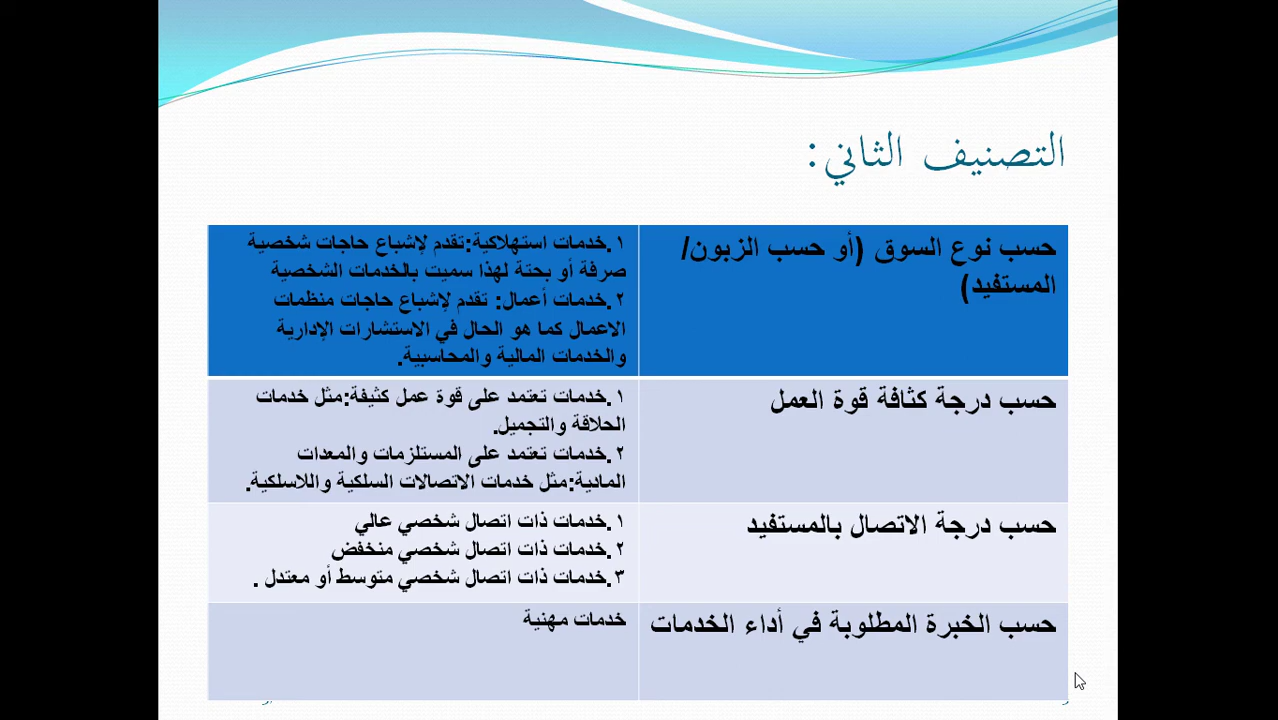 التصنيف الثاني:
حسب نوع السوق (أو حسب الزبون/
المستفيد)
١.خدمات استهلاكية:تقدم لإشباع حاجات شخصية
صرفة أو بحتة لهذا سميت بالخدمات الشخصية
٢.خدمات أعمال: تقدم لإشباع حاجات منظمات
الاعمال كما هو الحال في الاستشارات الإدارية
والخدمات المالية والمحاسبية.
حسب درجة كثافة قوة العمل
١.خدمات تعتمد على قوة عمل كثيفة:مثل خدمات
الحلاقة والتجميل.
٢.خدمات تعتمد على المستلزمات والمعدات
المادية:مثل خدمات الاتصالات السلكية واللاسلكية.
حسب درجة الاتصال بالمستفيد
١.خدمات ذات اتصال شخصي عالي
٢.خدمات ذات اتصال شخصي منخفض
٣.خدمات ذات اتصال شخصي متوسط أو معتدل .
حسب الخبرة المطلوبة في أداء الخدمات
خدمات مهنية